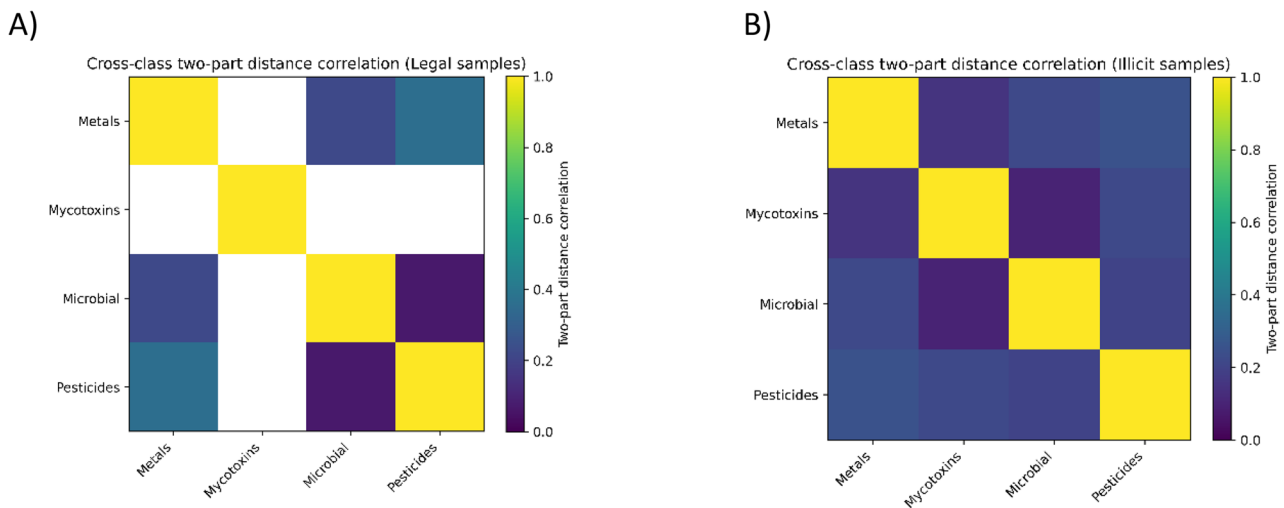 A)
Cross-class two-part distance correlation (Legal samples)
Metals
Mycotoxins
Microbial
Pesticides
Metals
Mycotoxins
Microbial
Pesticides
1.0
0.8
0.6
0.4
0.2
0.0
Two-part distance correlation
B)
Cross-class two-part distance correlation (Illicit samples)
Metals
Mycotoxins
Microbial
Pesticides
Metals
Mycotoxins
Microbial
Pesticides
1.0
0.8
0.6
0.4
0.2
0.0
Two-part distance correlation